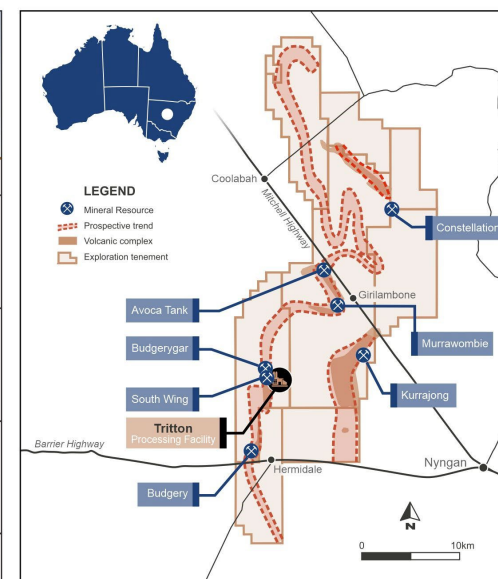 LEGEND
Mineral Resource
Prospective trend
Volcanic complex
Exploration tenement
Coolabah
Mitchell Highway
Constellation
Avoca Tank
Girilambone
Budgerygar
Murrawombie
South Wing
Kurrajong
Tritton
Processing Facility
Barrier Highway
Hermidale
Nyngan
Budgery
N
0 10km